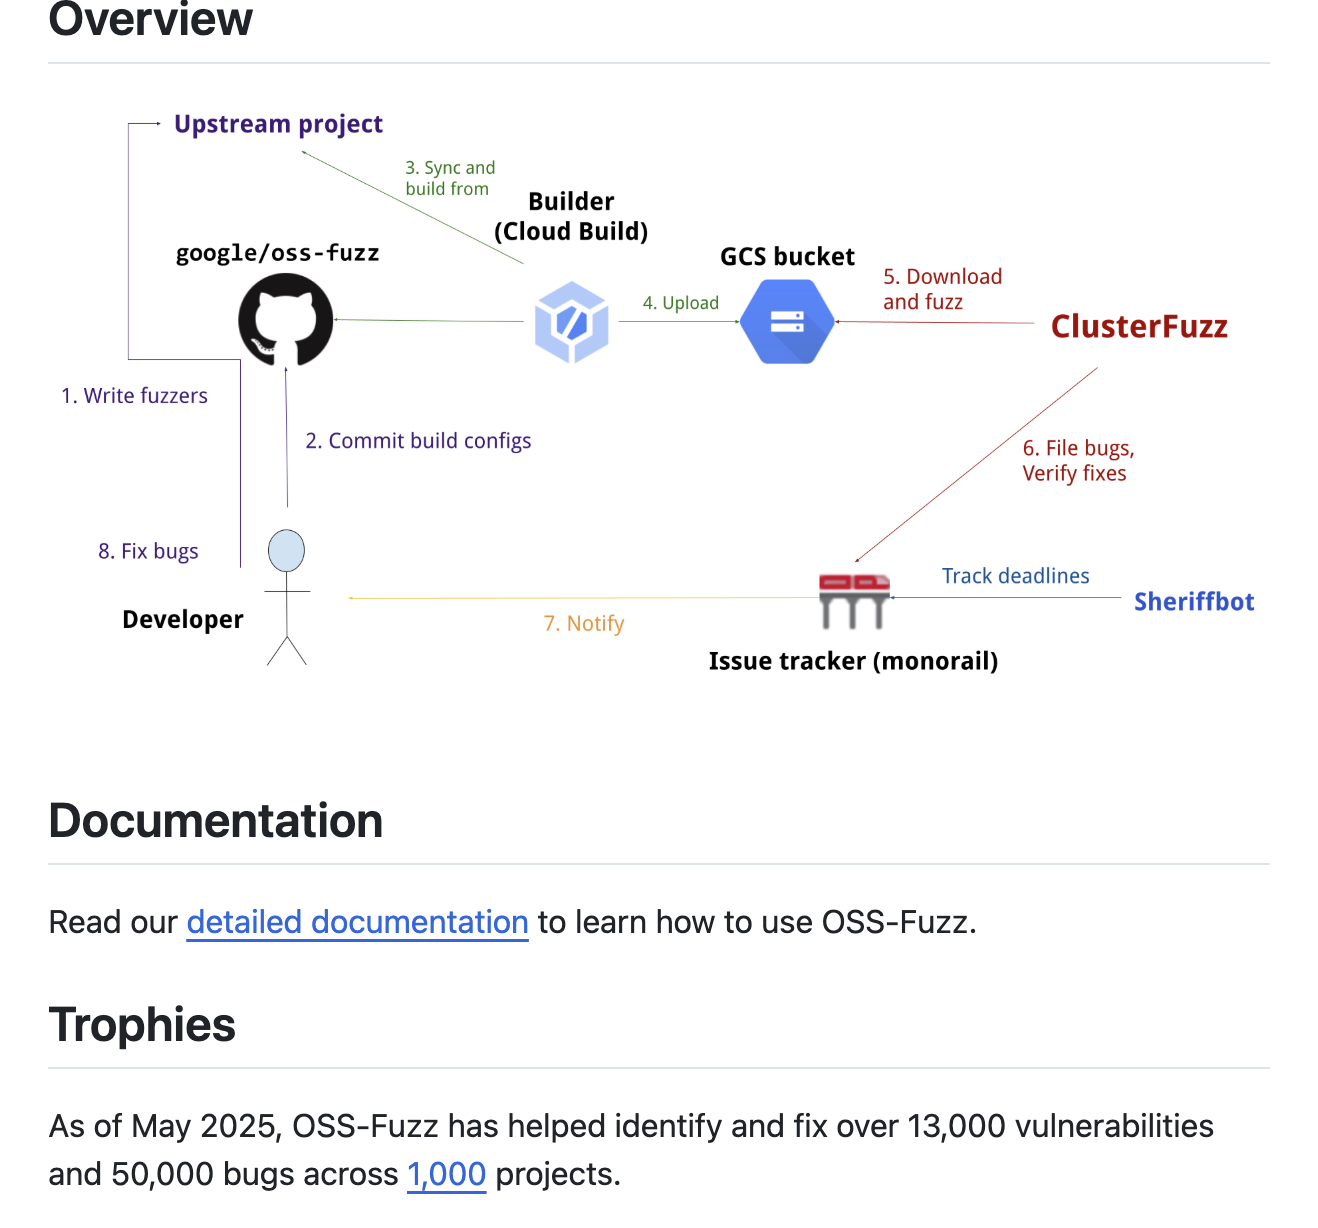 Overview
Upstream project
3. Sync and
build from
Builder
(Cloud Build)
google/oss-fuzz
GCS bucket
4. Upload
5. Download
and fuzz
ClusterFuzz
1. Write fuzzers
2. Commit build configs
6. File bugs,
Verify fixes
8. Fix bugs
Developer
7. Notify
Track deadlines
Sheriffbot
Issue tracker (monorail)
Documentation
Read our detailed documentation to learn how to use OSS-Fuzz.
Trophies
As of May 2025, OSS-Fuzz has helped identify and fix over 13,000 vulnerabilities
and 50,000 bugs across 1,000 projects.